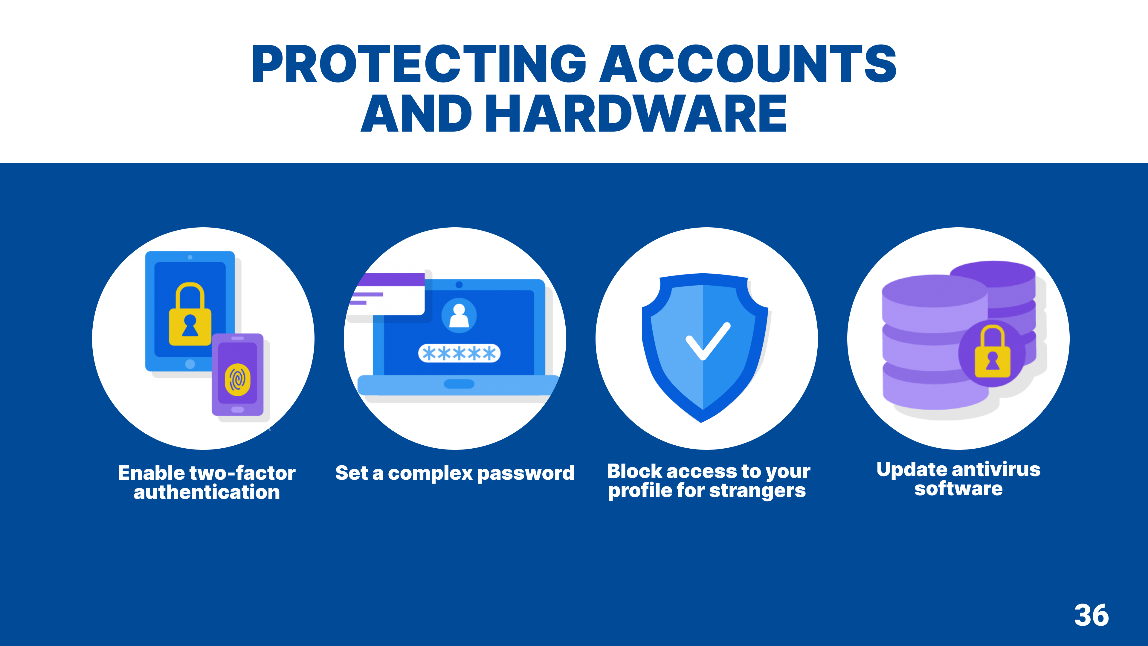 PROTECTING ACCOUNTS
AND HARDWARE
*****
Enable two-factor
authentication
Set a complex password
Block access to your
profile for strangers
Update antivirus
software
36